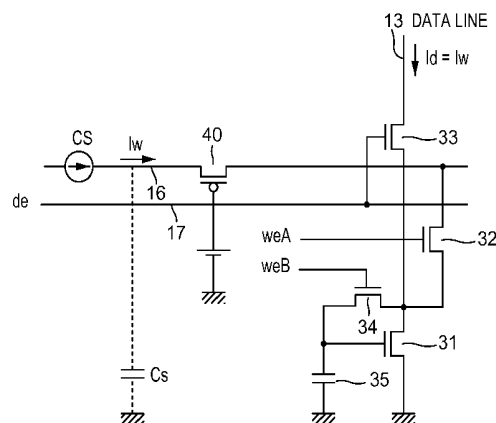 13 DATA LINE
Id = Iw
40
CS
Iw
33
16
de
17
weA
32
weB
34
31
Cs
35